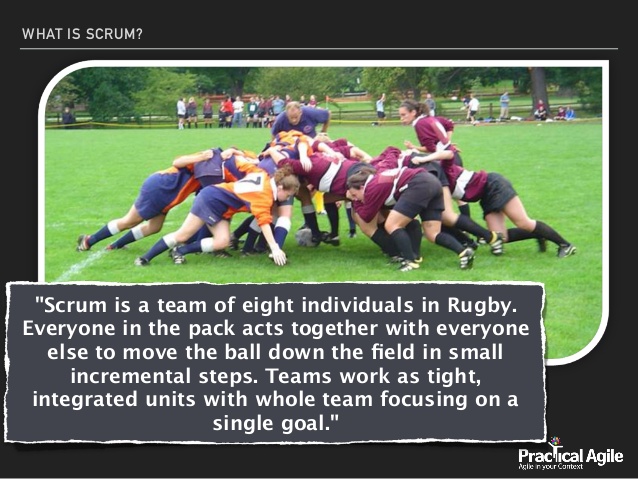 WHAT IS SCRUM?
7
"Scrum is a team of eight individuals in Rugby.
Everyone in the pack acts together with everyone
else to move the ball down the field in small
incremental steps. Teams work as tight,
integrated units with whole team focusing on a
single goal."
Practical Agile
Agile in your Context